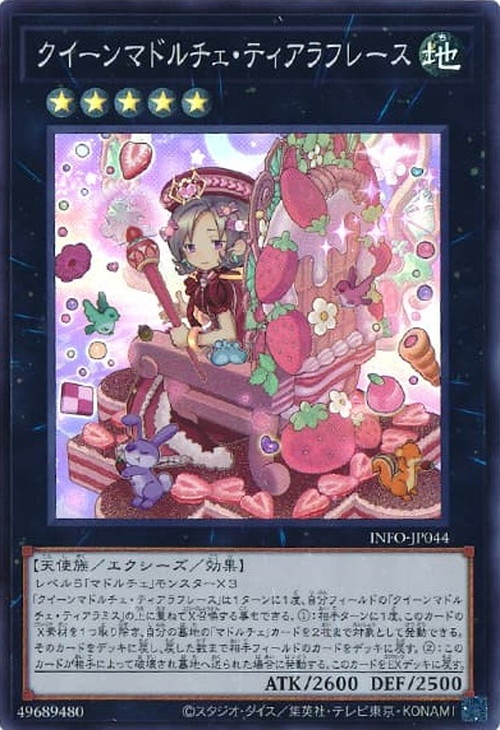 クイーンマドルチェ・ティアラフレース
地
INFO-JP044
【天使族/エクシーズ/効果】
レベル5「マドルチェ」モンスター×3
「クイーンマドルチェ・ティアラフレース」は1ターンに1度、自分フィールドの「クイーンマドル
チェ・ティアラミス」の上に重ねてX召喚する事もできる。①:相手ターンに1度、このカードの
X素材を1つ取り除き、自分の墓地の「マドルチェ」カードを2枚まで対象として発動できる。
そのカードをデッキに戻し、戻した数まで相手フィールドのカードをデッキに戻す。②:この
カードが相手によって破壊され墓地へ送られた場合に発動する。このカードをEXデッキに戻す。
ATK/2600 DEF/2500
49689480 ©スタジオ・ダイス/集英社・テレビ東京・KONAMI